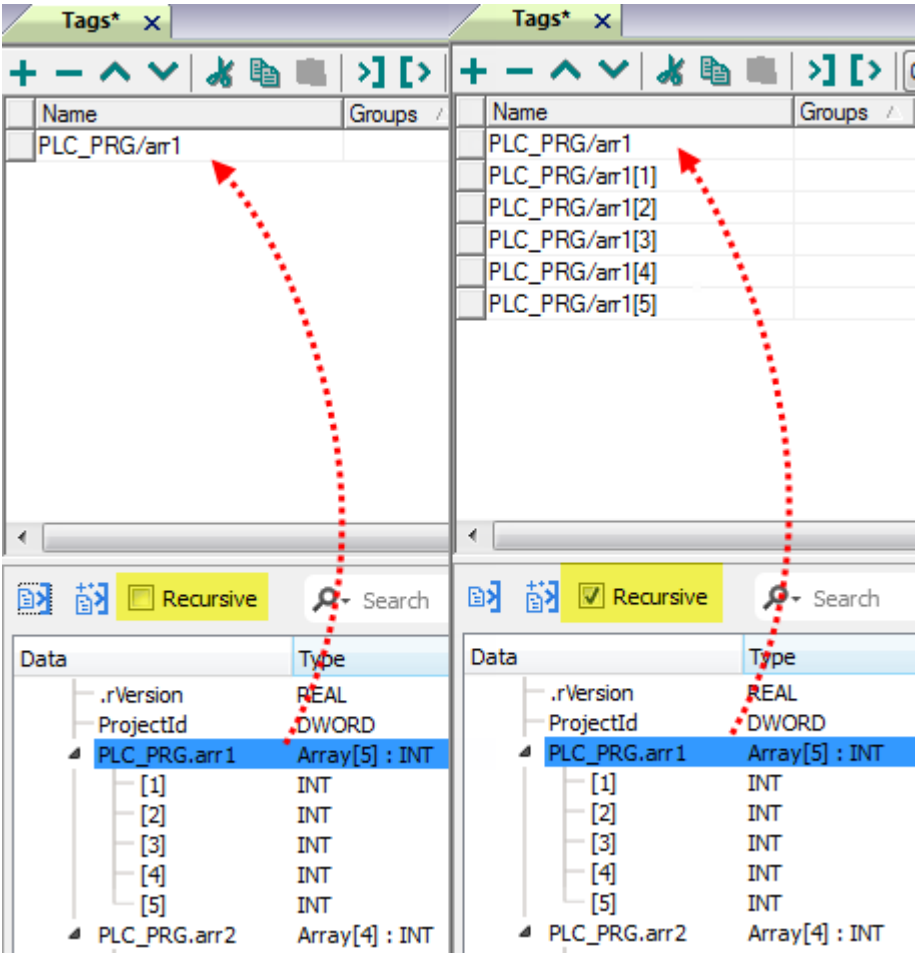 Tags*
Name Groups
PLC_PRG/arr1
Recursive Search
Data Type
.rVersion REAL
ProjectId DWORD
PLC_PRG.arr1 Array[5] : INT
[1] INT
[2] INT
[3] INT
[4] INT
[5] INT
PLC_PRG.arr2 Array[4] : INT
Tags*
Name Groups
PLC_PRG/arr1
PLC_PRG/arr1[1]
PLC_PRG/arr1[2]
PLC_PRG/arr1[3]
PLC_PRG/arr1[4]
PLC_PRG/arr1[5]
Recursive Search
Data Type
.rVersion REAL
ProjectId DWORD
PLC_PRG.arr1 Array[5] : INT
[1] INT
[2] INT
[3] INT
[4] INT
[5] INT
PLC_PRG.arr2 Array[4] : INT